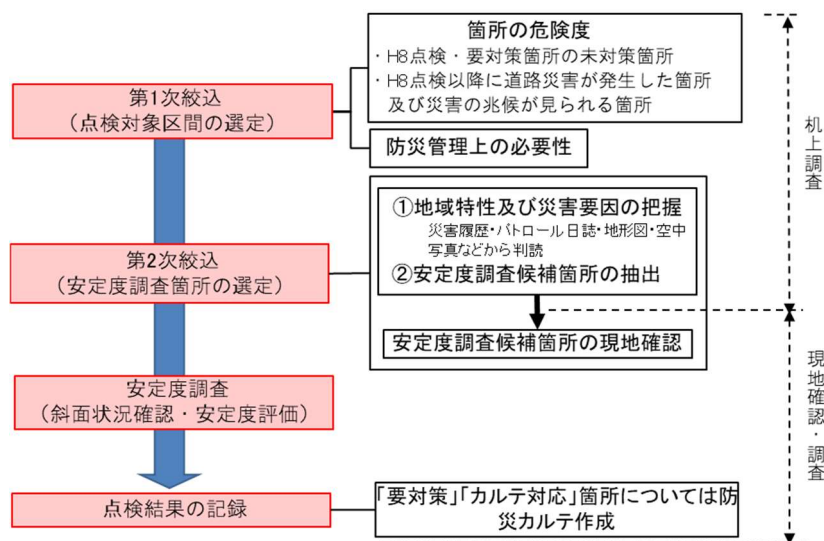 箇所の危険度
・H8点検・要対策箇所の未対策箇所
・H8点検以降に道路災害が発生した箇所
及び災害の兆候が見られる箇所
第1次絞込
（点検対象区間の選定）
防災管理上の必要性
机上調査
①地域特性及び災害要因の把握
災害履歴・パトロール日誌・地形図・空中
写真などから判読
②安定度調査候補箇所の抽出
第2次絞込
（安定度調査箇所の選定）
安定度調査候補箇所の現地確認
安定度調査
（斜面状況確認・安定度評価）
現地確認・調査
点検結果の記録
「要対策」「カルテ対応」箇所については防
災カルテ作成